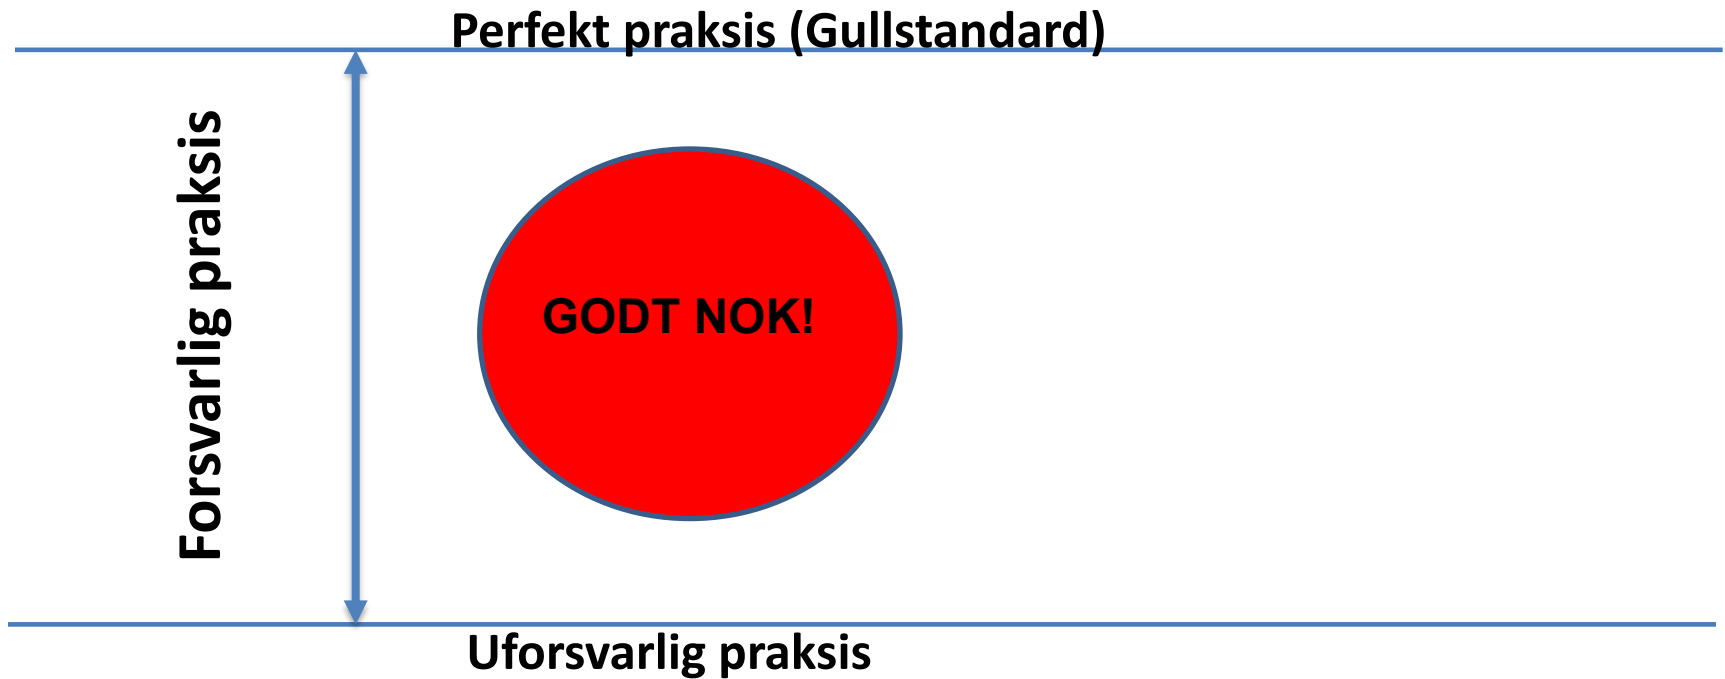 Perfekt praksis (Gullstandard)
Forsvarlig praksis
GODT NOK!
Uforsvarlig praksis